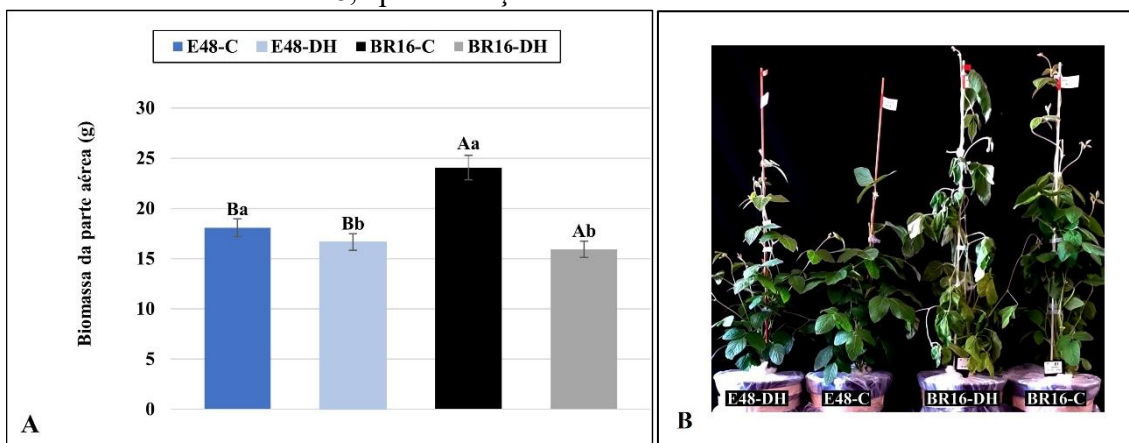 E48-C E48-DH BR16-C BR16-DH
Biomassa da parte aérea (g)
30
25
20
15
10
5
0
Ba
Bb
Aa
Ab
A
E48-DH E48-C BR16-DH BR16-C
B